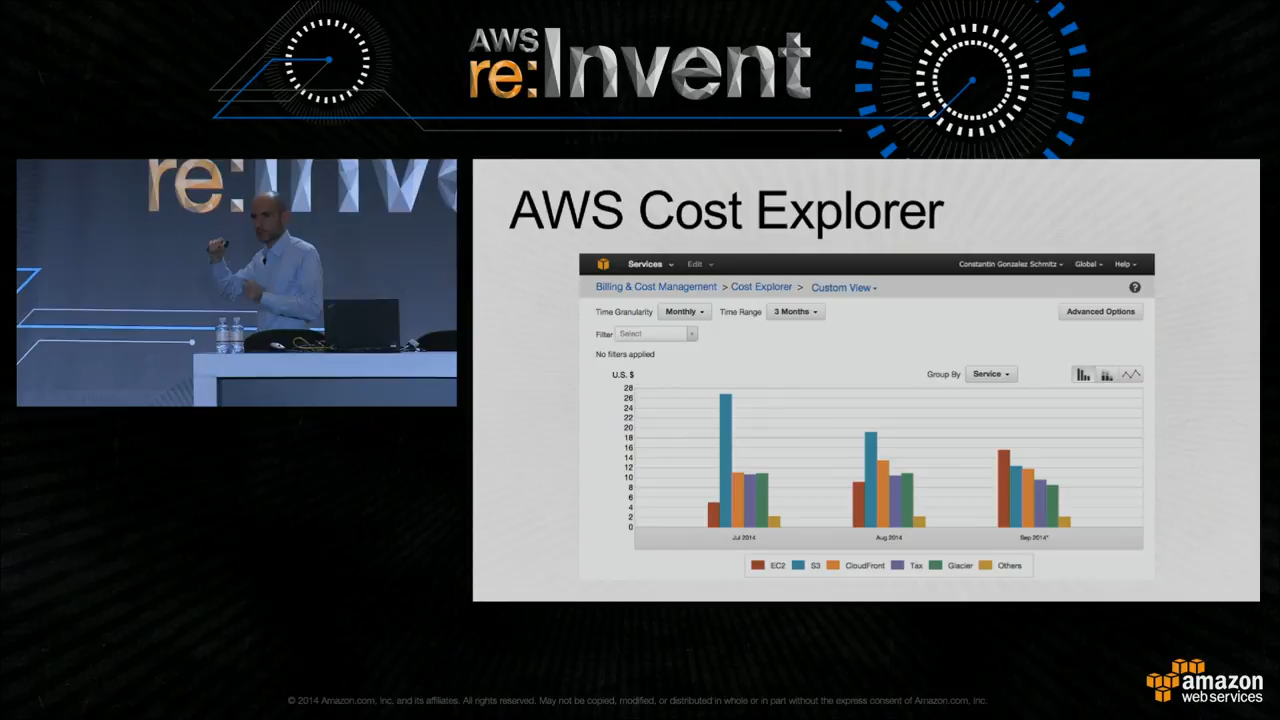 AWS
re:Invent
re:Inve
AWS Cost Explorer
Services Edit Constantin Gonzalez Schmitz Global Help
Billing & Cost Management > Cost Explorer > Custom View ?
Time Granularity Monthly Time Range 3 Months Advanced Options
Filter Select
No filters applied
U.S. $ Group By Service
28
26
24
22
20
18
16
14
12
10
8
6
4
2
0
Jul 2014 Aug 2014 Sep 2014*
EC2 S3 CloudFront Tax Glacier Others
amazon
web services
© 2014 Amazon.com, Inc, and its affiliates. All rights reserved. May not be copied, modified, or distributed in whole or in part without the express consent of Amazon.com, Inc.